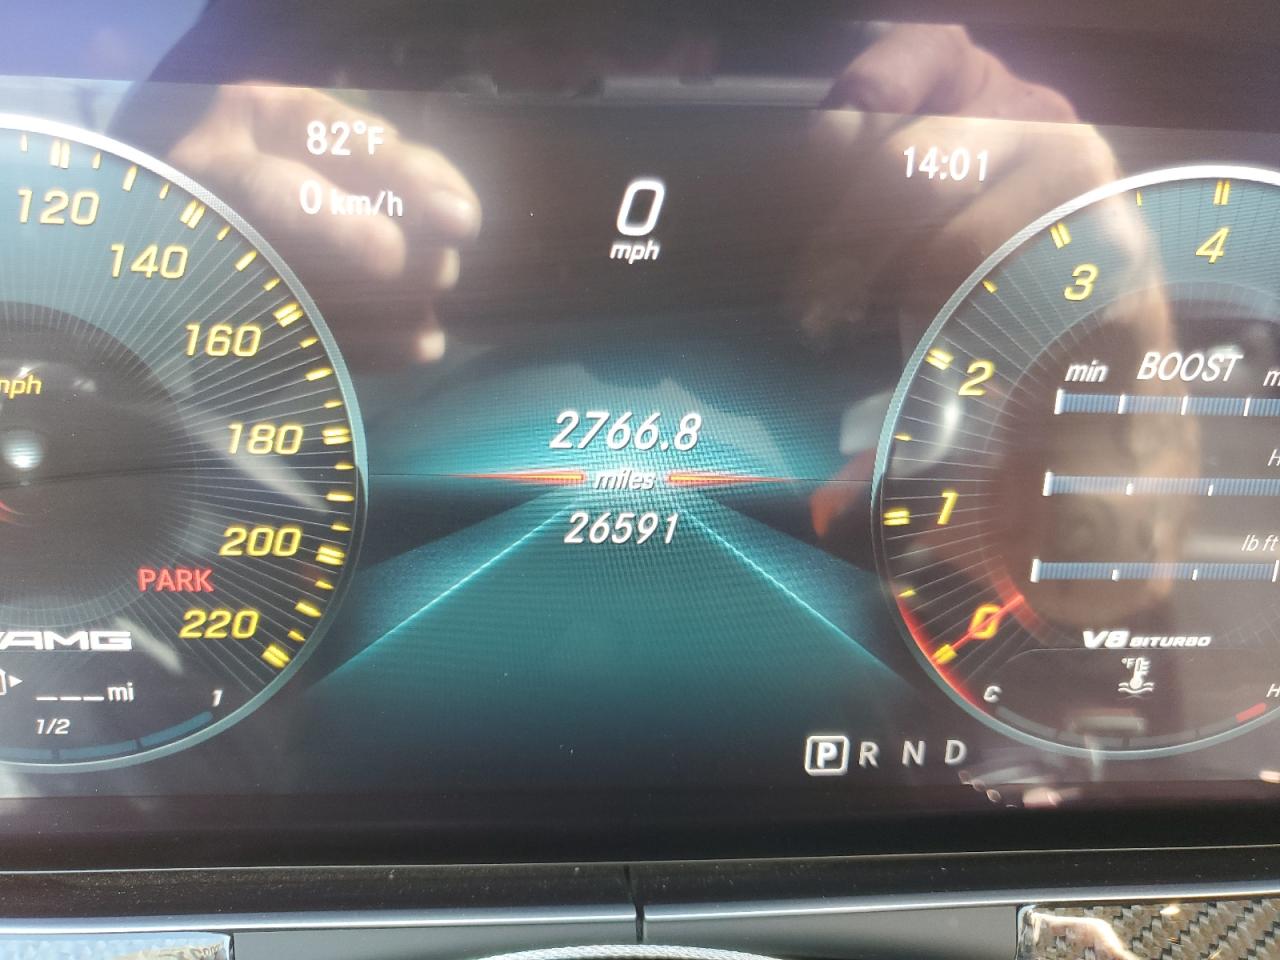 82°F
0 km/h
0
mph
14:01
120
140
160
mph
180
200
PARK
220
AMG
___mi
1/2
1
2766.8
miles
26591
4
3
2
1
0
min BOOST
H
lb ft
V8 BITURBO
°F
C
H
P R N D